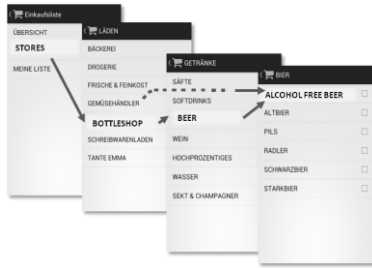 Einkaufsliste
ÜBERSICHT
STORES
MEINE LISTE
LÄDEN
BÄCKEREI
DROGERIE
FRISCHE & FEINKOST
GEMÜSEHÄNDLER
BOTTLESHOP
SCHREIBWARENLADEN
TANTE EMMA
GETRÄNKE
SÄFTE
SOFTDRINKS
BEER
WEIN
HOCHPROZENTIGES
WASSER
SEKT & CHAMPAGNER
BIER
ALCOHOL FREE BEER
ALTBIER
PILS
RADLER
SCHWARZBIER
STARKBIER